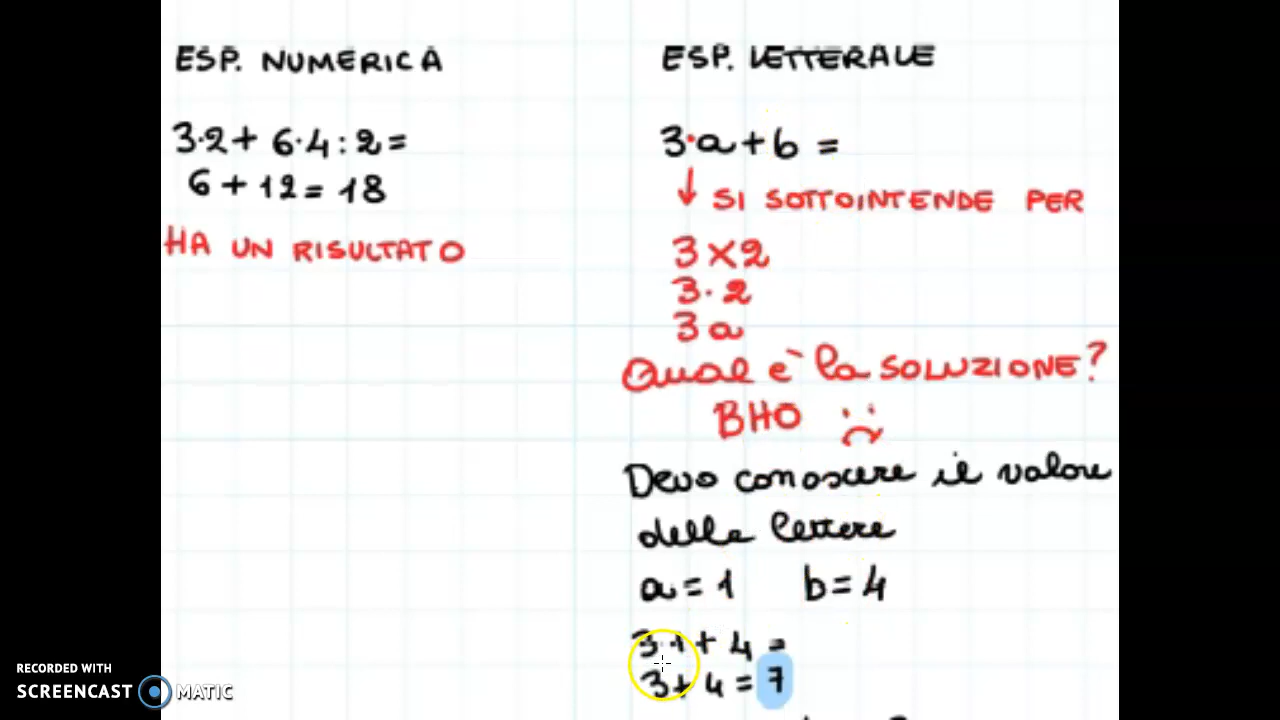 ESP. NUMERICA
3·2+ 6·4:2=
6+12=18
HA UN RISULTATO
ESP. LETTERALE
3·a+b=
↓ SI SOTTOINTENDE PER
3×2
3·2
3a
Qual è la SOLUZIONE?
BHO :(
Devo conoscere il valore
delle lettere
a=1 b=4
3·1+4=
3+4=7
RECORDED WITH
SCREENCAST MATIC